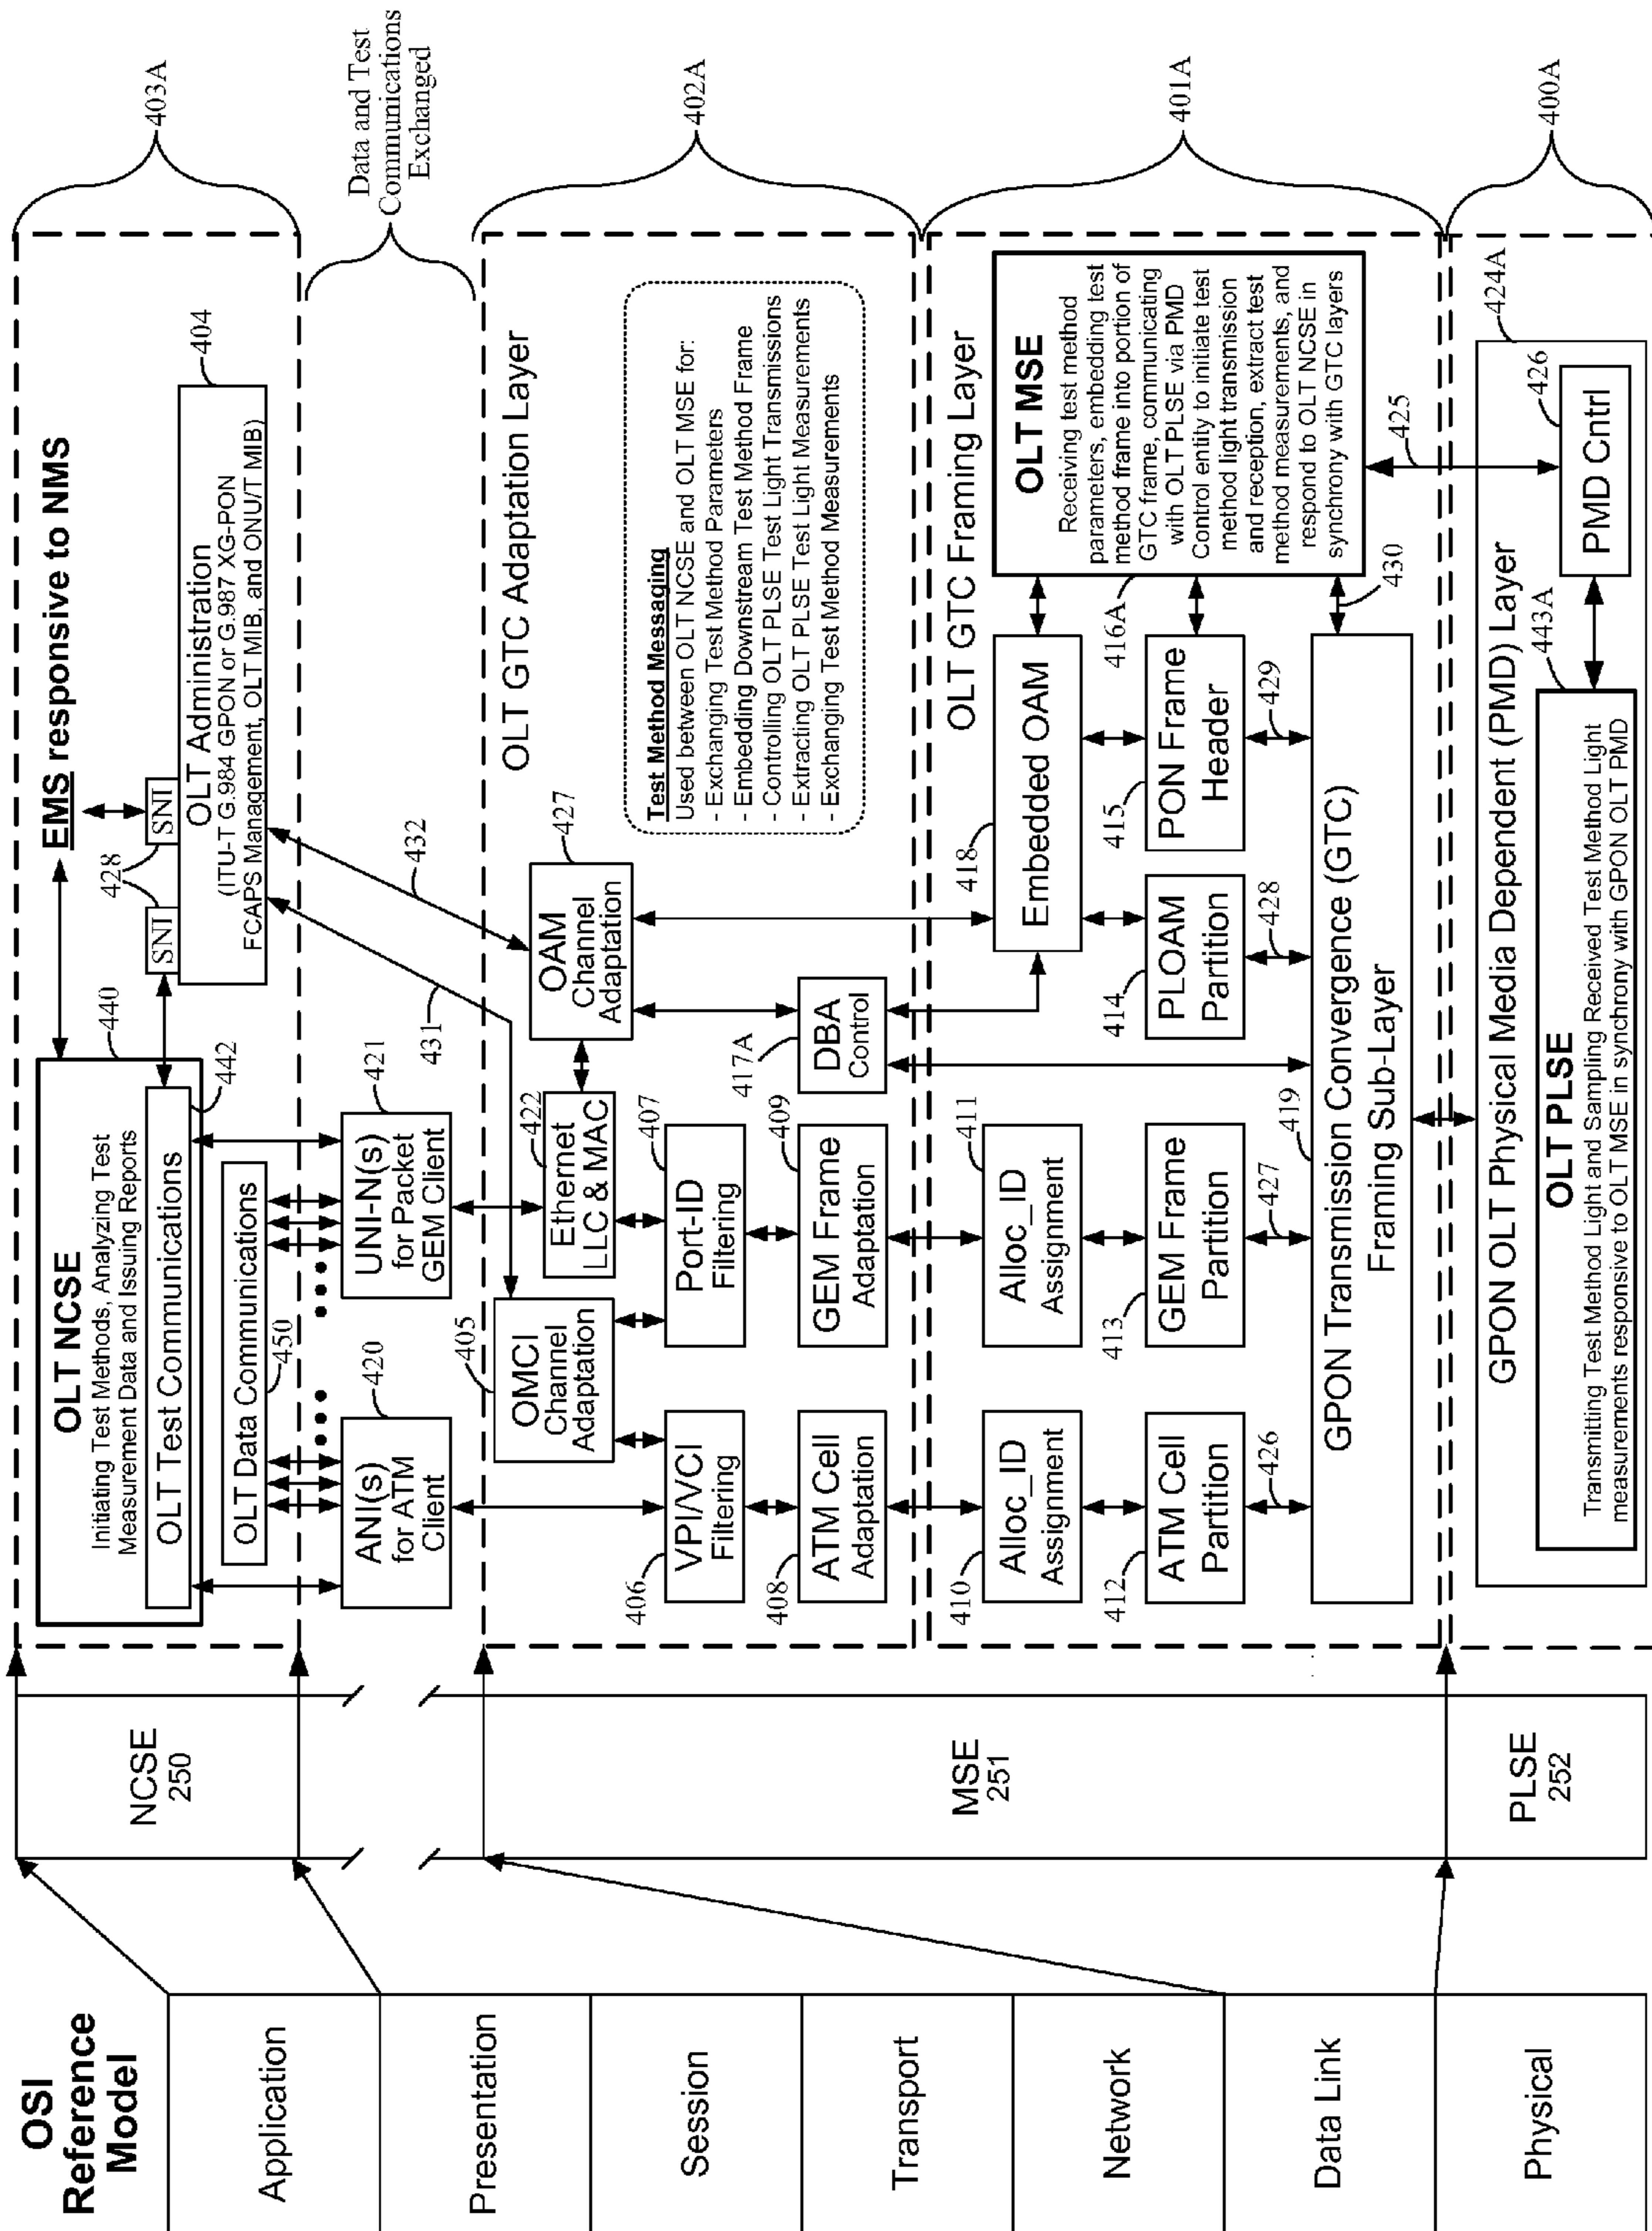 OSI
Reference
Model
Application
Presentation
Session
Transport
Network
Data Link
Physical
NCSE
250
MSE
251
PLSE
252
403A
EMS responsive to NMS
OLT NCSE
Initiating Test Methods, Analyzing Test
Measurement Data and Issuing Reports
440
OLT Test Communications
442
OLT Data Communications
450
SNI
428
SNI
404
OLT Administration
(ITU-T G.984 GPON or G.987 XG-PON
FCAPS Management, OLT MIB, and ONU/T MIB)
Data and Test
Communications
Exchanged
420
ANI(s)
for ATM
Client
421
UNI-N(s)
for Packet
GEM Client
431
432
402A
OLT GTC Adaptation Layer
405
OMCI
Channel
Adaptation
422
Ethernet
LLC & MAC
427
OAM
Channel
Adaptation
406
VPI/VCI
Filtering
407
Port-ID
Filtering
408
ATM Cell
Adaptation
409
GEM Frame
Adaptation
417A
DBA
Control
Test Method Messaging
Used between OLT NCSE and OLT MSE for:
- Exchanging Test Method Parameters
- Embeding Downstream Test Method Frame
- Controlling OLT PLSE Test Light Transmissions
- Extracting OLT PLSE Test Light Measurements
- Exchanging Test Method Measurements
401A
OLT GTC Framing Layer
410
Alloc_ID
Assignment
411
Alloc_ID
Assignment
418
Embedded OAM
412
ATM Cell
Partition
413
GEM Frame
Partition
414
PLOAM
Partition
415
PON Frame
Header
416A
OLT MSE
Receiving test method
parameters, embedding test
method frame into portion of
GTC frame, communicating
with OLT PLSE via PMD
Control entity to initiate test
method light transmission
and reception, extract test
method measurements, and
respond to OLT NCSE in
synchrony with GTC layers
426
427
428
429
430
419
GPON Transmission Convergence (GTC)
Framing Sub-Layer
425
400A
424A
GPON OLT Physical Media Dependent (PMD) Layer
443A
OLT PLSE
Transmitting Test Method Light and Sampling Received Test Method Light
measurements responsive to OLT MSE in synchrony with GPON OLT PMD
426
PMD Cntrl